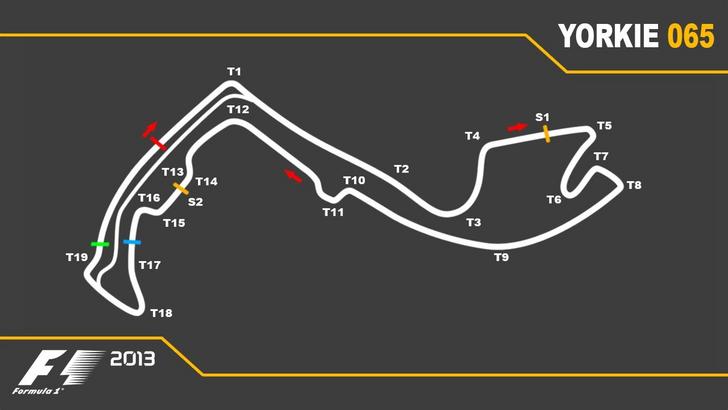 YORKIE 065
T1
T12
S1
T5
T4
T7
T13
T14
T2
T10
T8
T16
S2
T6
T11
T15
T3
T9
T19
T17
T18
F1 2013
Formula 1